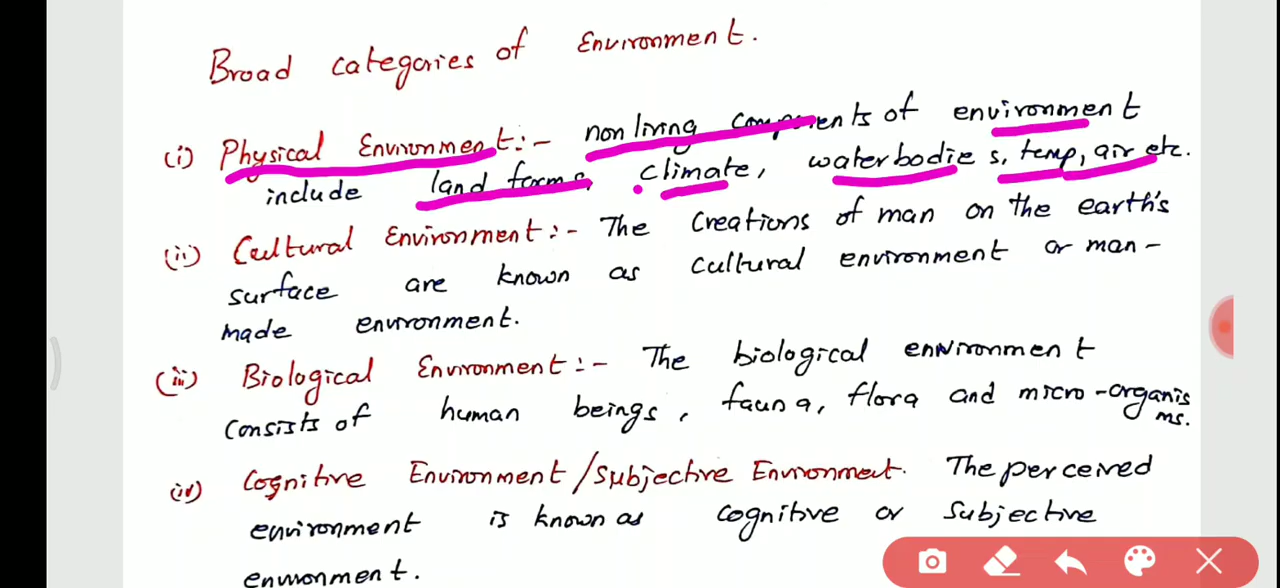 Broad categories of Environment.
(i) Physical Environment:- non living components of environment
include land forms, climate, waterbodies, temp, air etc.
(ii) Cultural Environment:- The creations of man on the earth's
surface are known as cultural environment or man-
made environment.
(iii) Biological Environment:- The biological environment
consists of human beings, fauna, flora and micro-organis
ms.
(iv) Cognitive Environment/Subjective Environment. The perceived
environment is known as cognitive or subjective
environment.